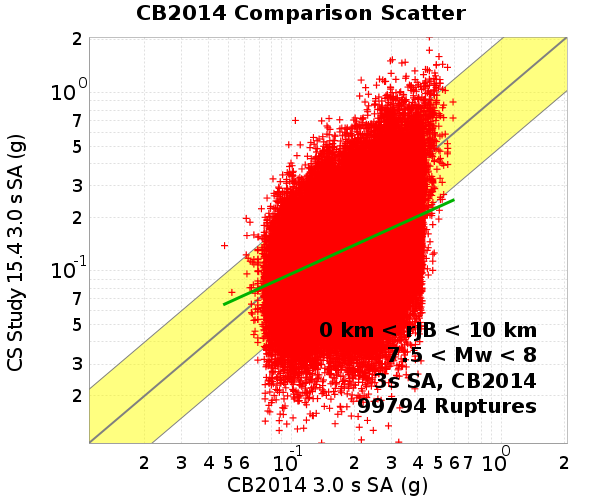 CB2014 Comparison Scatter
CS Study 15.4 3.0 s SA (g)
2
10^0
7
5
3
2
10^-1
7
5
3
2
0 km < rJB < 10 km
7.5 < Mw < 8
3s SA, CB2014
99794 Ruptures
2 3 4 5 6 10^-1 2 3 4 5 6 7 10^0 2
CB2014 3.0 s SA (g)